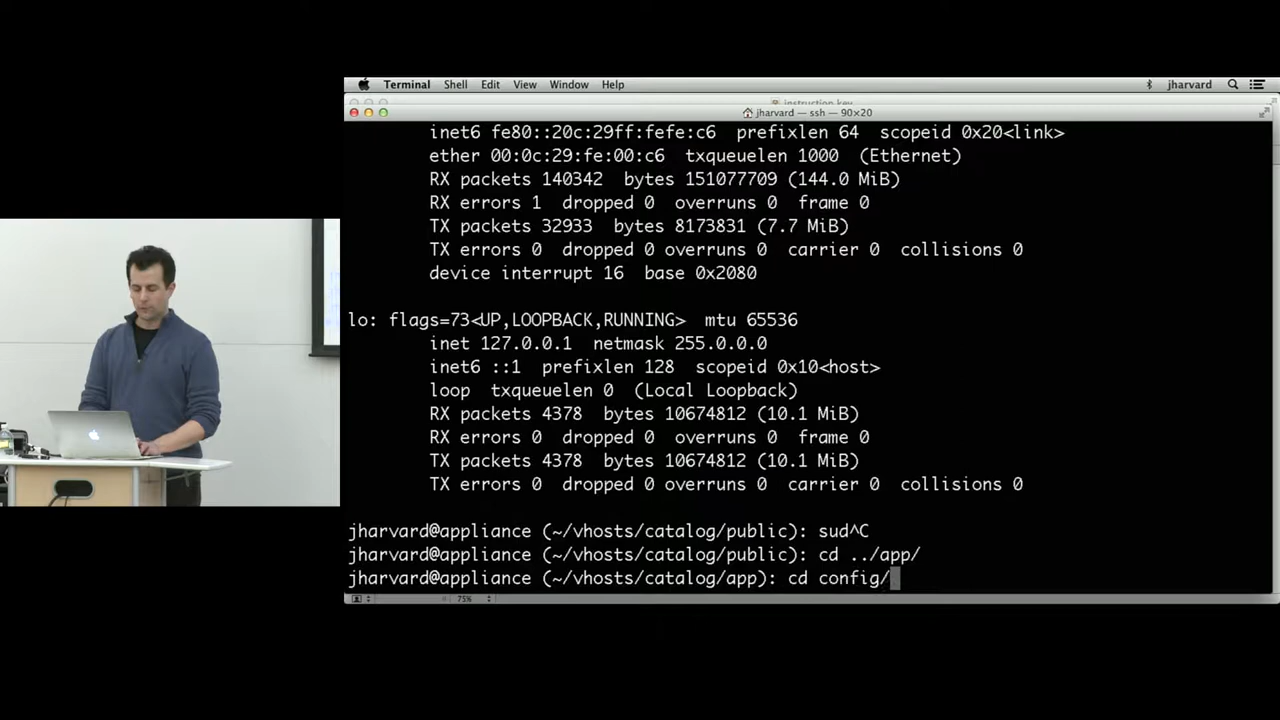 Terminal Shell Edit View Window Help jharvard
instruction key
jharvard — ssh — 90×20
inet6 fe80::20c:29ff:fefe:c6 prefixlen 64 scopeid 0x20<link>
ether 00:0c:29:fe:00:c6 txqueuelen 1000 (Ethernet)
RX packets 140342 bytes 151077709 (144.0 MiB)
RX errors 1 dropped 0 overruns 0 frame 0
TX packets 32933 bytes 8173831 (7.7 MiB)
TX errors 0 dropped 0 overruns 0 carrier 0 collisions 0
device interrupt 16 base 0x2080
lo: flags=73<UP,LOOPBACK,RUNNING> mtu 65536
inet 127.0.0.1 netmask 255.0.0.0
inet6 ::1 prefixlen 128 scopeid 0x10<host>
loop txqueuelen 0 (Local Loopback)
RX packets 4378 bytes 10674812 (10.1 MiB)
RX errors 0 dropped 0 overruns 0 frame 0
TX packets 4378 bytes 10674812 (10.1 MiB)
TX errors 0 dropped 0 overruns 0 carrier 0 collisions 0
jharvard@appliance (~/vhosts/catalog/public): sud^C
jharvard@appliance (~/vhosts/catalog/public): cd ../app/
jharvard@appliance (~/vhosts/catalog/app): cd config/
75%